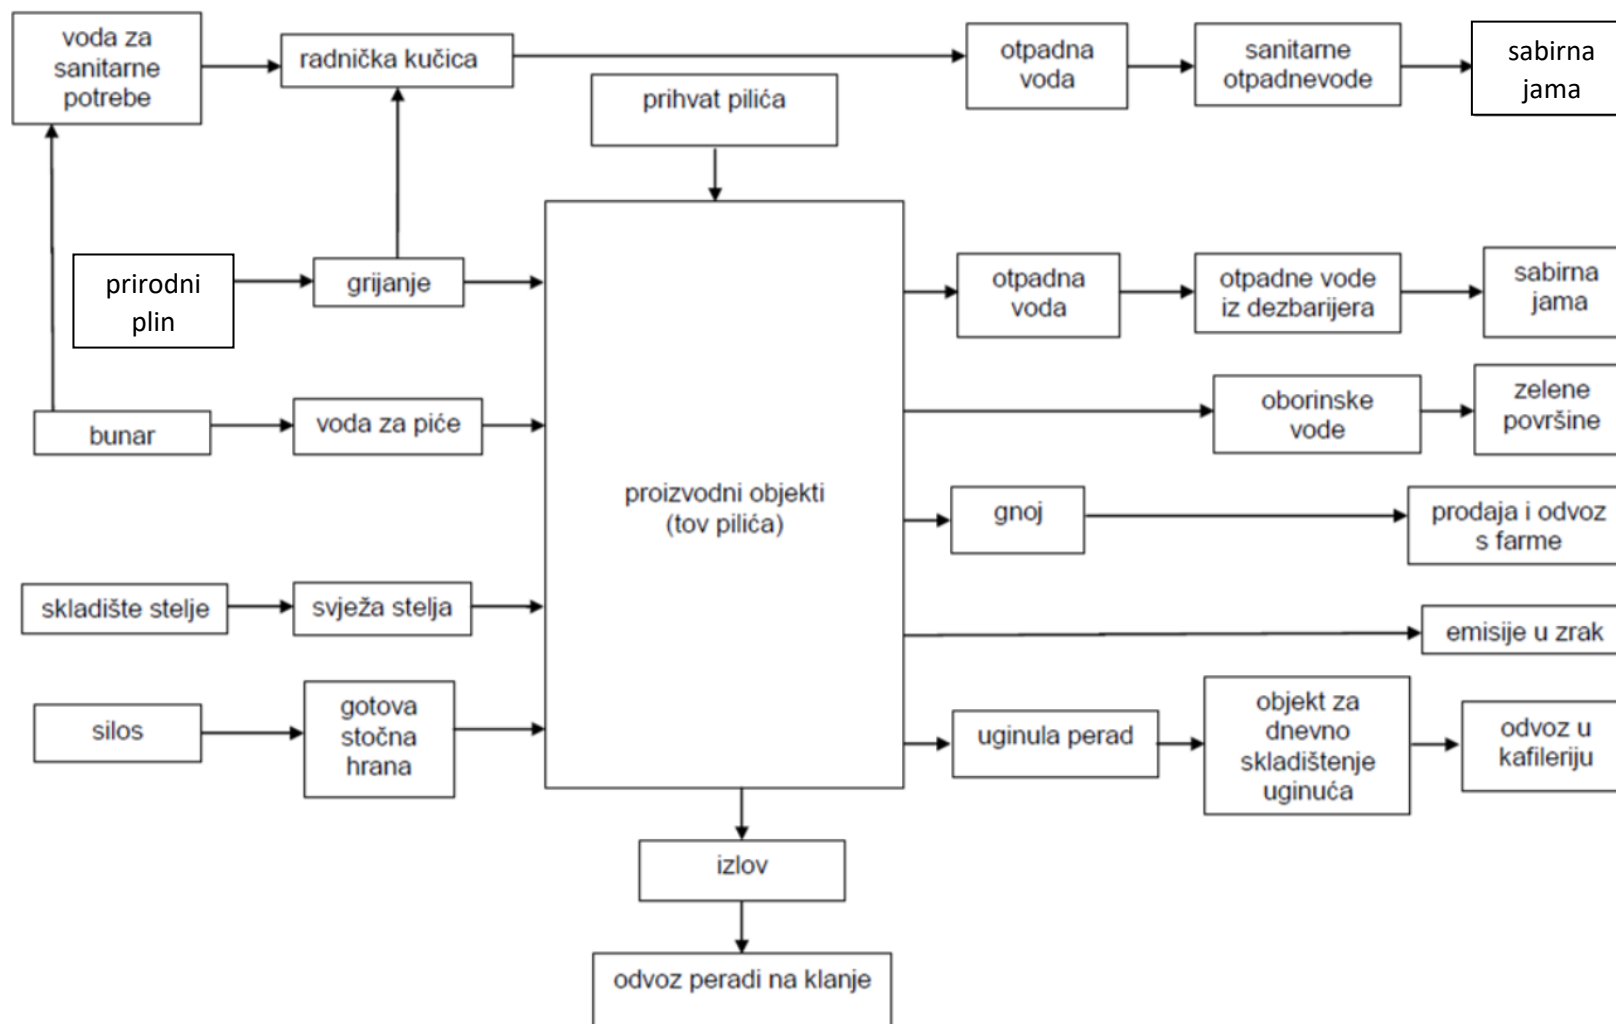 voda za
sanitarne
potrebe
radnička kučica
otpadna
voda
sanitarne
otpadnevode
sabirna
jama
prihvat pilića
prirodni
plin
grijanje
otpadna
voda
otpadne vode
iz dezbarijera
sabirna
jama
bunar
voda za piće
oborinske
vode
zelene
površine
proizvodni objekti
(tov pilića)
gnoj
prodaja i odvoz
s farme
skladište stelje
svježa stelja
emisije u zrak
silos
gotova
stočna
hrana
uginula perad
objekt za
dnevno
skladištenje
uginuća
odvoz u
kafileriju
izlov
odvoz peradi na klanje